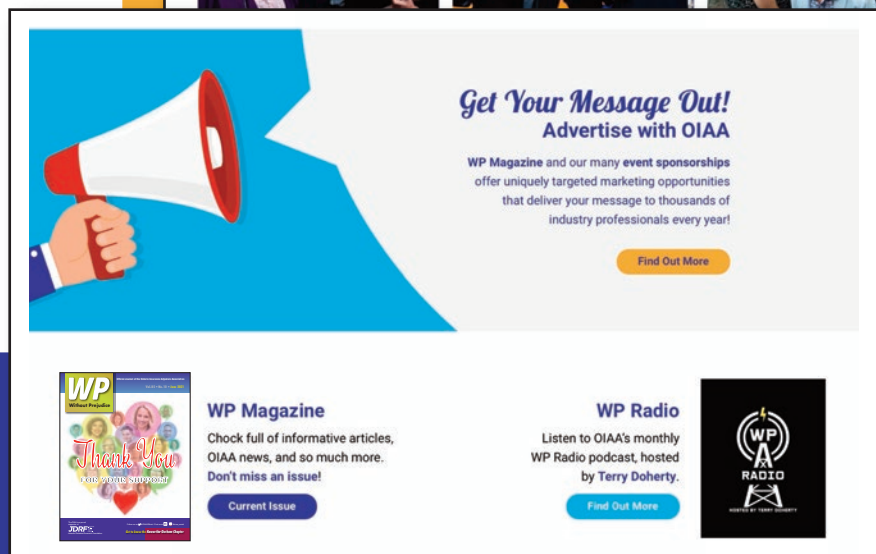 Get Your Message Out!
Advertise with OIAA
WP Magazine and our many event sponsorships
offer uniquely targeted marketing opportunities
that deliver your message to thousands of
industry professionals every year!
Find Out More
WP
Without Prejudice
Thank You
FOR YOUR SUPPORT
JDRF
WP Magazine
Chock full of informative articles,
OIAA news, and so much more.
Don't miss an issue!
Current Issue
WP Radio
Listen to OIAA's monthly
WP Radio podcast, hosted
by Terry Doherty.
Find Out More
WP
RADIO
HOSTED BY TERRY DOHERTY